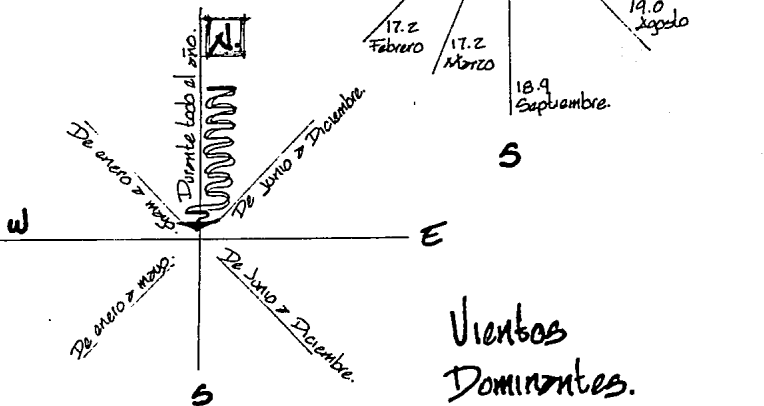 17.2
Febrero
17.2
Marzo
18.9
Septiembre.
19.0
Agosto
S
N.
Durante todo el año.
De enero a mayo.
De Junio a Diciembre.
W
E
De enero a mayo.
De Junio a Diciembre.
S
Vientos
Dominantes.